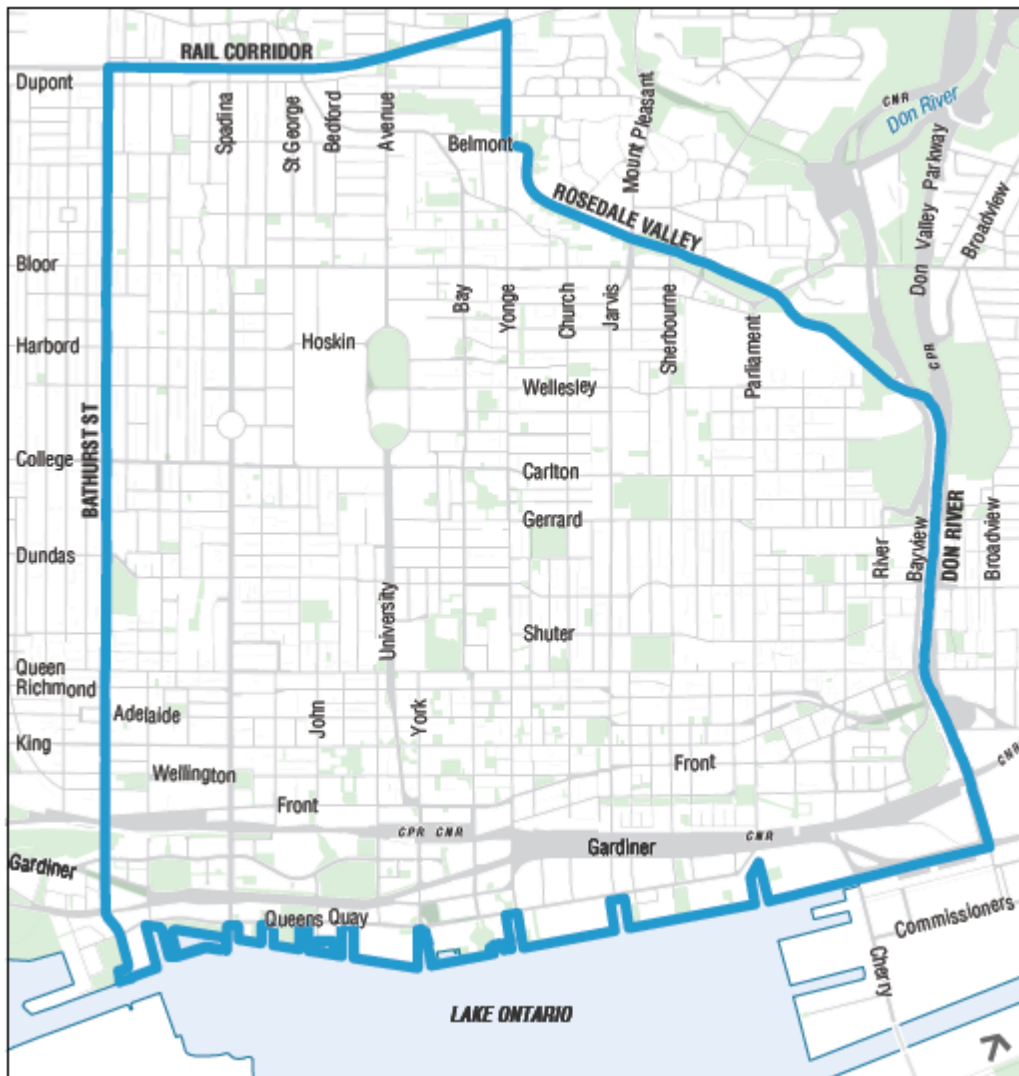 RAIL CORRIDOR
Dupont
Spadina
St George
Bedford
Avenue
Belmont
Mount Pleasant
CNR
Don River
Don Valley Parkway
Broadview
ROSEDALE VALLEY
Bloor
Bay
Yonge
Church
Jarvis
Sherbourne
Parliament
CPR
Harbord
Hoskin
Wellesley
BATHURST ST
College
Carlton
Gerrard
Dundas
University
River
Bayview
DON RIVER
Broadview
Shuter
Queen
Richmond
Adelaide
John
York
King
Wellington
Front
Front
CNR
CPR CNR
CNR
Gardiner
Gardiner
Queens Quay
Commissioners
Cherry
LAKE ONTARIO